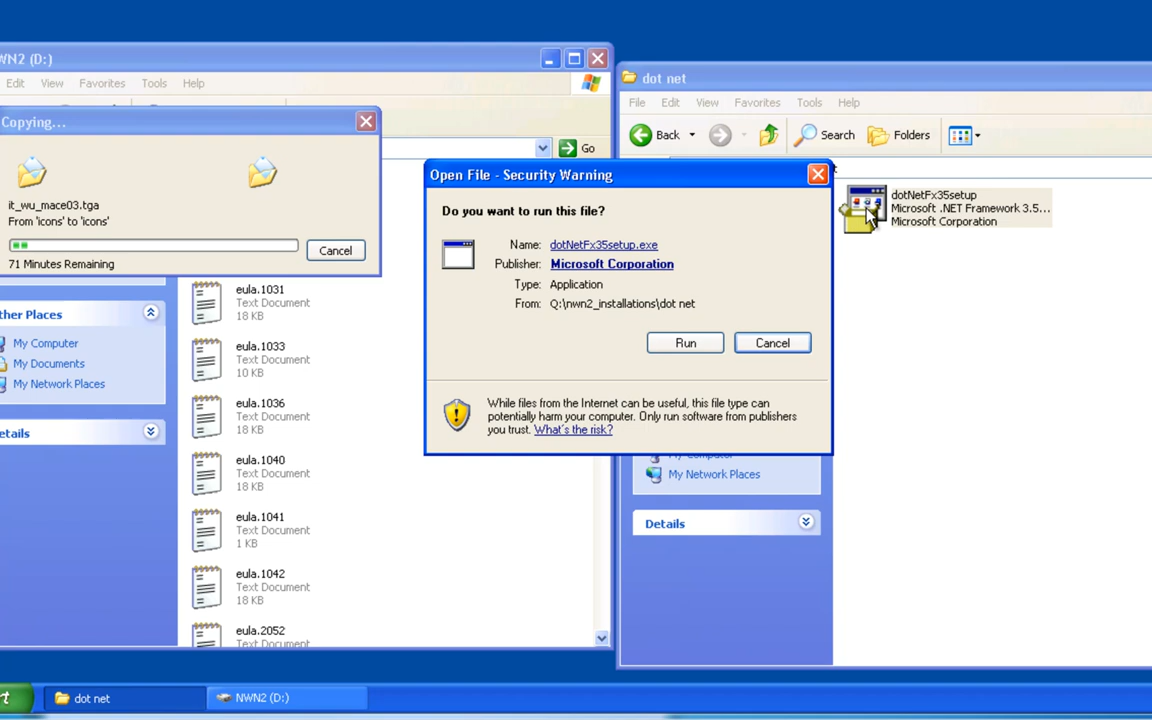 WN2 (D:)
Edit View Favorites Tools Help
Go
Copying...
it_wu_mace03.tga
From 'icons' to 'icons'
Cancel
71 Minutes Remaining
ther Places
My Computer
My Documents
My Network Places
etails
eula.1031
Text Document
18 KB
eula.1033
Text Document
10 KB
eula.1036
Text Document
18 KB
eula.1040
Text Document
18 KB
eula.1041
Text Document
1 KB
eula.1042
Text Document
18 KB
eula.2052
Text Document
dot net
File Edit View Favorites Tools Help
Back Search Folders
dotNetFx35setup
Microsoft .NET Framework 3.5...
Microsoft Corporation
Open File - Security Warning
Do you want to run this file?
Name: dotNetFx35setup.exe
Publisher: Microsoft Corporation
Type: Application
From: Q:\nwn2_installations\dot net
Run Cancel
While files from the Internet can be useful, this file type can
potentially harm your computer. Only run software from publishers
you trust. What's the risk?
My Network Places
Details
rt dot net NWN2 (D:)